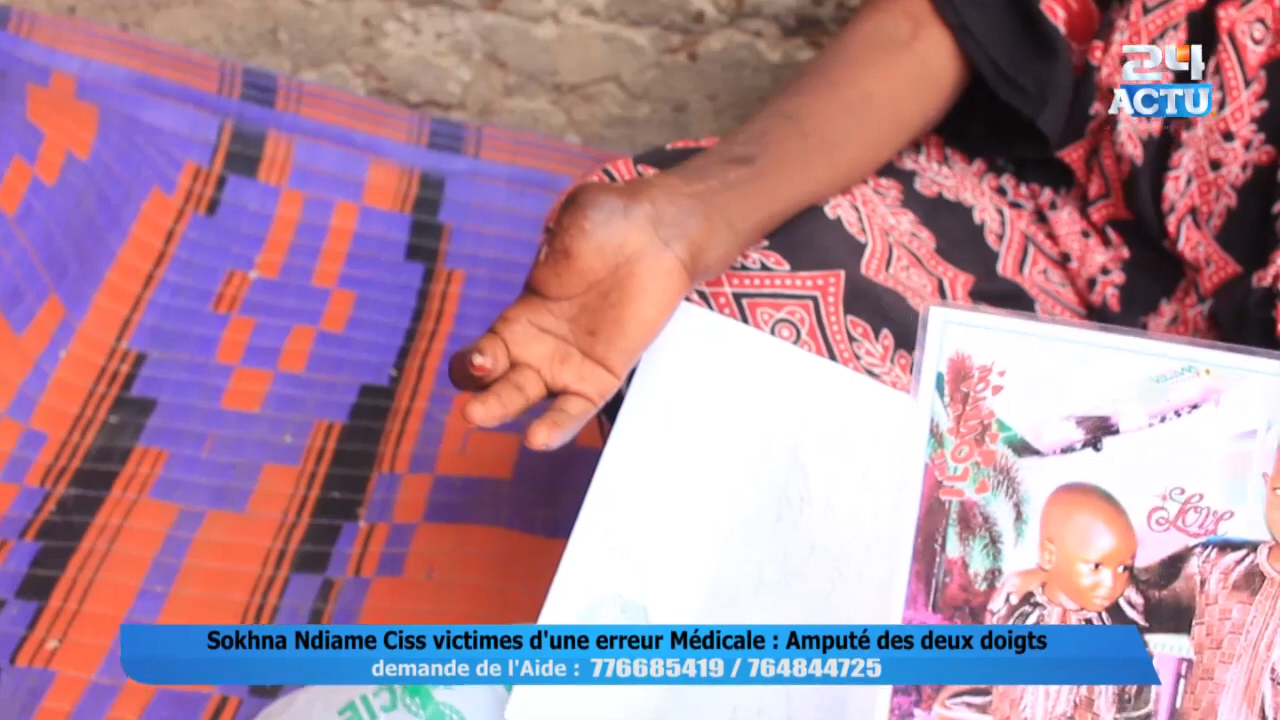 24
ACTU
Love
Sokhna Ndiame Ciss victimes d'une erreur Médicale : Amputé des deux doigts
demande de l'Aide : 776685419 / 764844725